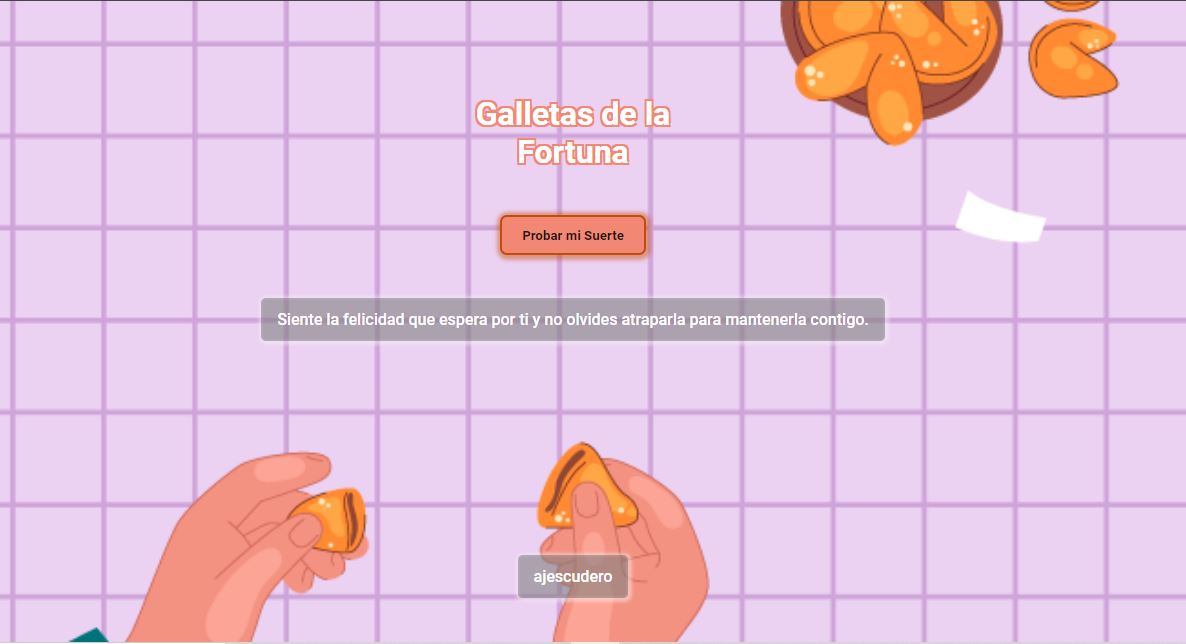 Galletas de la
Fortuna
Probar mi Suerte
Siente la felicidad que espera por ti y no olvides atraparla para mantenerla contigo.
ajescudero